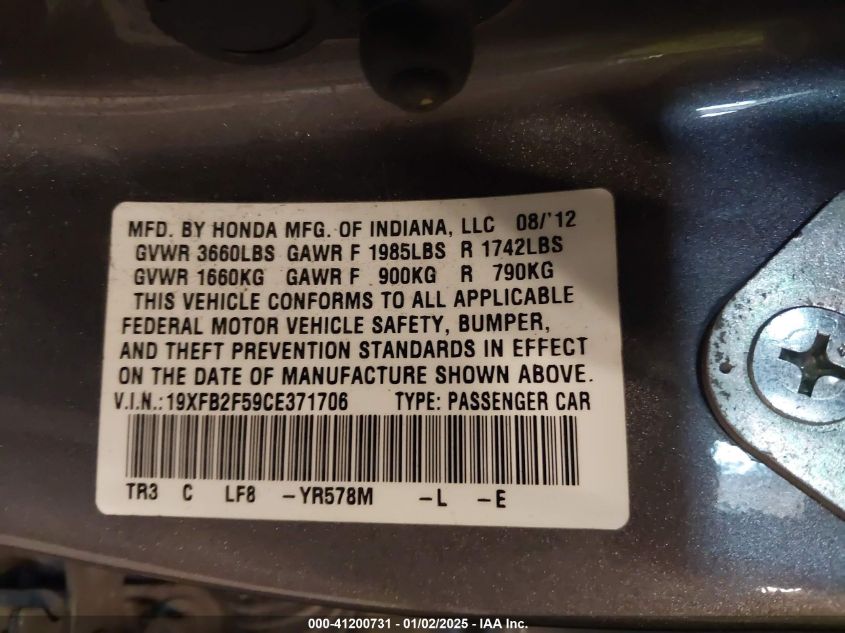 MFD. BY HONDA MFG. OF INDIANA, LLC 08/'12
GVWR 3660LBS GAWR F 1985LBS R 1742LBS
GVWR 1660KG GAWR F 900KG R 790KG
THIS VEHICLE CONFORMS TO ALL APPLICABLE
FEDERAL MOTOR VEHICLE SAFETY, BUMPER,
AND THEFT PREVENTION STANDARDS IN EFFECT
ON THE DATE OF MANUFACTURE SHOWN ABOVE.
V.I.N.:19XFB2F59CE371706 TYPE: PASSENGER CAR
TR3 C LF8 -YR578M -L -E
000-41200731 - 01/02/2025 - IAA Inc.